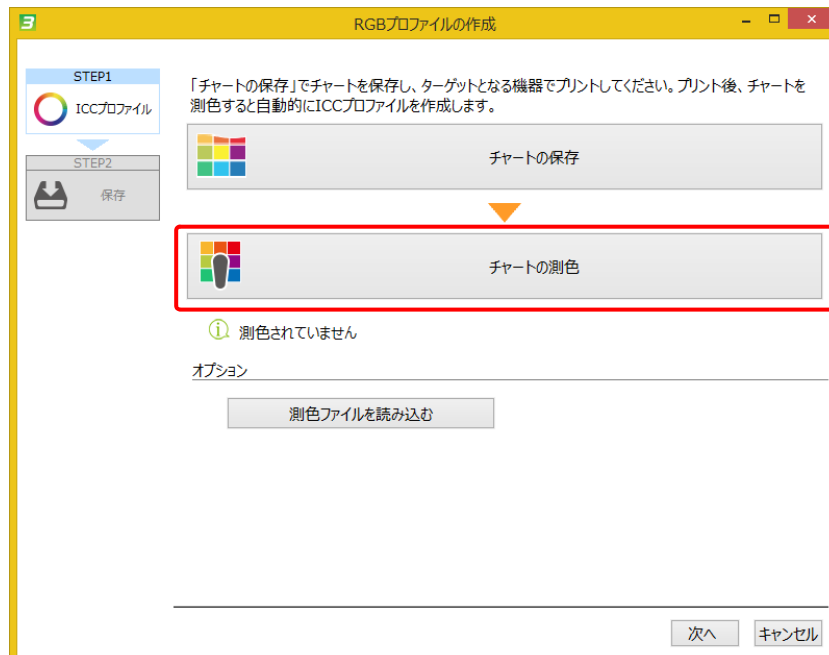 RGBプロファイルの作成
STEP1
ICCプロファイル
STEP2
保存
「チャートの保存」でチャートを保存し、ターゲットとなる機器でプリントしてください。プリント後、チャートを
測色すると自動的にICCプロファイルを作成します。
チャートの保存
チャートの測色
測色されていません
オプション
測色ファイルを読み込む
次へ
キャンセル